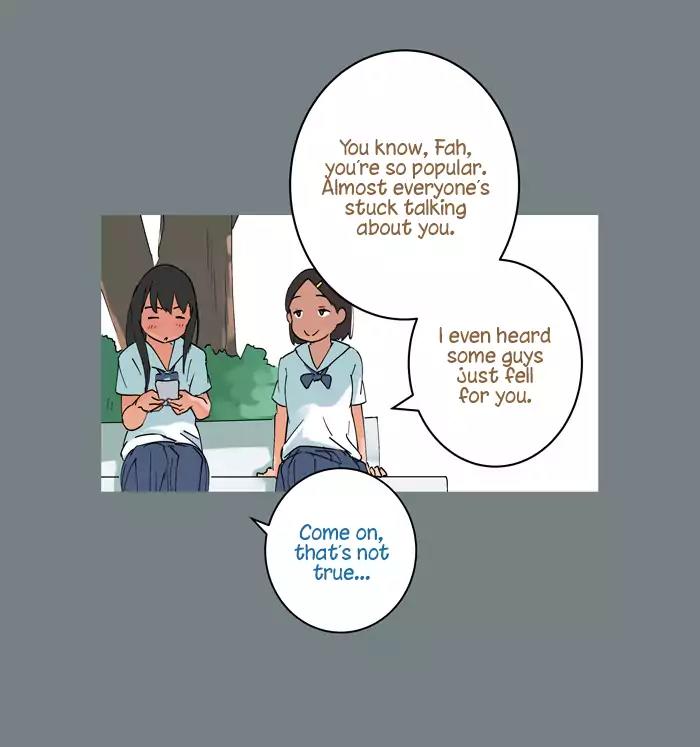 You know, Fah,
you're so popular.
Almost everyone's
stuck talking
about you.
I even heard
some guys
just fell
for you.
Come on,
that's not
true...